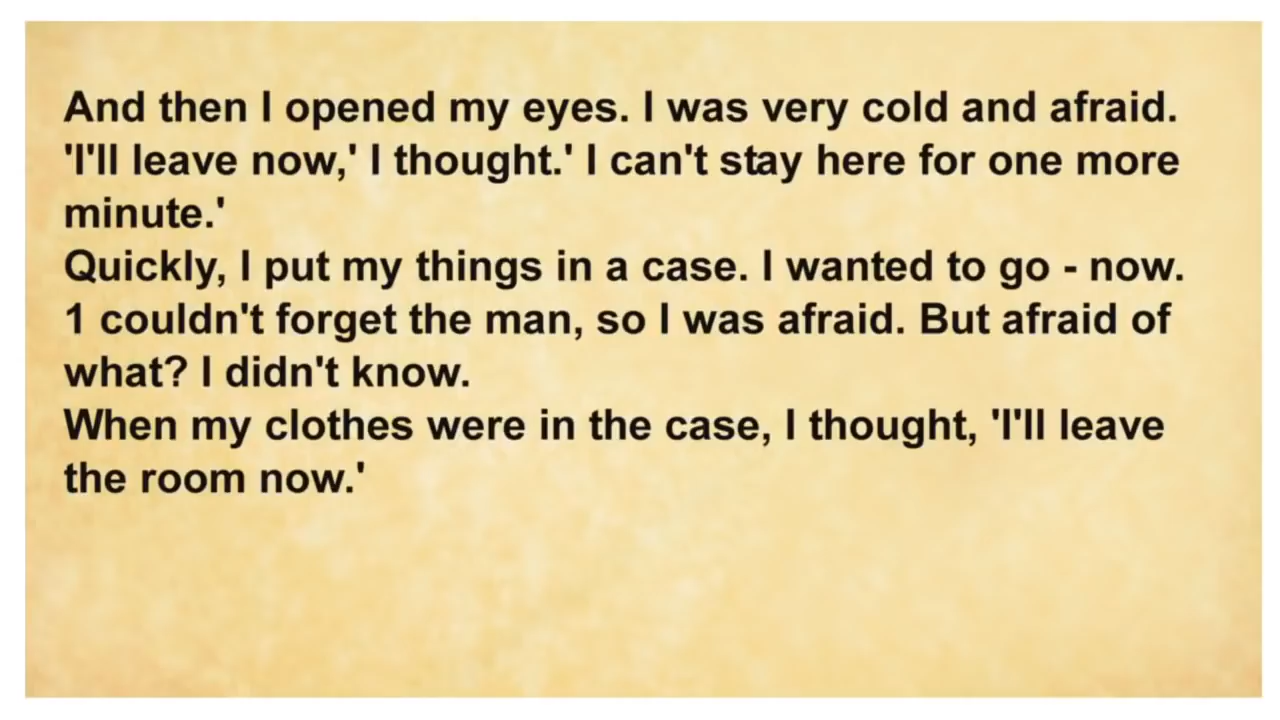 And then I opened my eyes. I was very cold and afraid.
'I'll leave now,' I thought.' I can't stay here for one more
minute.'
Quickly, I put my things in a case. I wanted to go - now.
1 couldn't forget the man, so I was afraid. But afraid of
what? I didn't know.
When my clothes were in the case, I thought, 'I'll leave
the room now.'